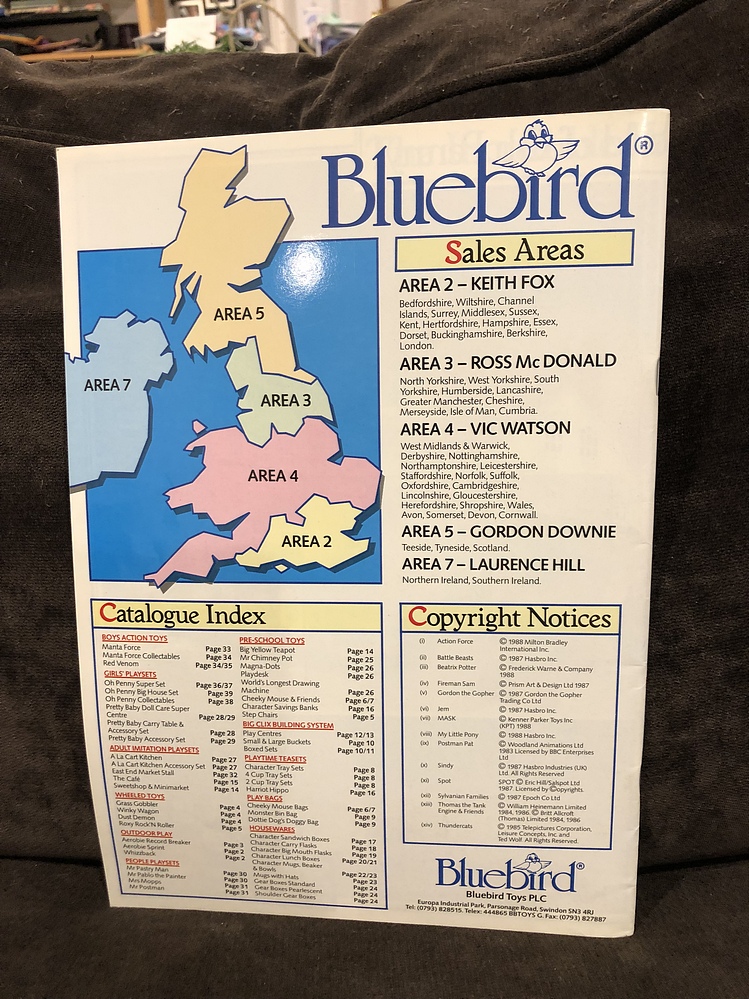 Bluebird®
AREA 5
AREA 7
AREA 3
AREA 4
AREA 2
Sales Areas
AREA 2 – KEITH FOX
Bedfordshire, Wiltshire, Channel
Islands, Surrey, Middlesex, Sussex,
Kent, Hertfordshire, Hampshire, Essex,
Dorset, Buckinghamshire, Berkshire,
London.
AREA 3 – ROSS Mc DONALD
North Yorkshire, West Yorkshire, South
Yorkshire, Humberside, Lancashire,
Greater Manchester, Cheshire,
Merseyside, Isle of Man, Cumbria.
AREA 4 – VIC WATSON
West Midlands & Warwick,
Derbyshire, Nottinghamshire,
Northamptonshire, Leicestershire,
Staffordshire, Norfolk, Suffolk,
Oxfordshire, Cambridgeshire,
Lincolnshire, Gloucestershire,
Herefordshire, Shropshire, Wales,
Avon, Somerset, Devon, Cornwall.
AREA 5 – GORDON DOWNIE
Teeside, Tyneside, Scotland.
AREA 7 – LAURENCE HILL
Northern Ireland, Southern Ireland.
Catalogue Index
BOYS ACTION TOYS
Manta Force Page 33
Manta Force Collectables Page 34
Red Venom Page 34/35
GIRLS' PLAYSETS
Oh Penny Super Set Page 36/37
Oh Penny Big House Set Page 39
Oh Penny Collectables Page 38
Pretty Baby Doll Care Super
Centre Page 28/29
Pretty Baby Carry Table &
Accessory Set Page 28
Pretty Baby Accessory Set Page 29
ADULT IMITATION PLAYSETS
A La Cart Kitchen Page 27
A La Cart Kitchen Accessory Set Page 27
East End Market Stall Page 32
The Café Page 15
Sweetshop & Minimarket Page 14
WHEELED TOYS
Grass Gobbler Page 4
Winky Wagon Page 4
Dust Demon Page 4
Roxy Rock'N Roller Page 5
OUTDOOR PLAY
Aerobie Record Breaker Page 3
Aerobie Sprint Page 2
Whizzback Page 2
PEOPLE PLAYSETS
Mr Pastry Man Page 30
Mr Pablo the Painter Page 30
Mrs Mopps Page 31
Mr Postman Page 31
PRE-SCHOOL TOYS
Big Yellow Teapot Page 14
Mr Chimney Pot Page 25
Magna-Dots Page 26
Playdesk Page 26
World's Longest Drawing
Machine Page 26
Cheeky Mouse & Friends Page 6/7
Character Savings Banks Page 16
Step Chairs Page 5
BIG CLIX BUILDING SYSTEM
Play Centres Page 12/13
Small & Large Buckets Page 10
Boxed Sets Page 10/11
PLAYTIME TEASETS
Character Tray Sets Page 8
4 Cup Tray Sets Page 8
2 Cup Tray Sets Page 8
Harriot Hippo Page 16
PLAY BAGS
Cheeky Mouse Bags Page 6/7
Monster Bin Bag Page 9
Dottie Dog's Doggy Bag Page 9
HOUSEWARES
Character Sandwich Boxes Page 17
Character Carry Flasks Page 18
Character Big Mouth Flasks Page 19
Character Lunch Boxes Page 20/21
Character Mugs, Beaker
& Bowls Page 22/23
Mugs with Hats Page 23
Gear Boxes Standard Page 24
Gear Boxes Pearlescent Page 24
Shoulder Gear Boxes Page 24
Copyright Notices
(i) Action Force © 1988 Milton Bradley
International Inc.
(ii) Battle Beasts © 1987 Hasbro Inc.
(iii) Beatrix Potter © Frederick Warne & Company
1988
(iv) Fireman Sam © Prism Art & Design Ltd 1987
(v) Gordon the Gopher © 1987 Gordon the Gopher
Trading Co Ltd
(vi) Jem © 1987 Hasbro Inc.
(vii) MASK © Kenner Parker Toys Inc
(KPT) 1988
(viii) My Little Pony © 1988 Hasbro Inc.
(ix) Postman Pat © Woodland Animations Ltd
1983 Licensed by BBC Enterprises
Ltd
(x) Sindy © 1987 Hasbro Industries (UK)
Ltd. All Rights Reserved
(xi) Spot SPOT © Eric Hill/Salspot Ltd
1987. Licensed by ©opyrights.
(xii) Sylvanian Families © 1987 Epoch Co Ltd
(xiii) Thomas the Tank
Engine & Friends © William Heinemann Limited
1984, 1986. © Britt Allcroft
(Thomas) Limited 1984, 1986
(xiv) Thundercats © 1985 Telepictures Corporation,
Leisure Concepts, Inc. and
Ted Wolf. All Rights Reserved.
Bluebird®
Bluebird Toys PLC
Europa Industrial Park, Parsonage Road, Swindon SN3 4RJ
Tel: (0793) 828515. Telex: 444865 BBTOYS G. Fax: (0793) 827887